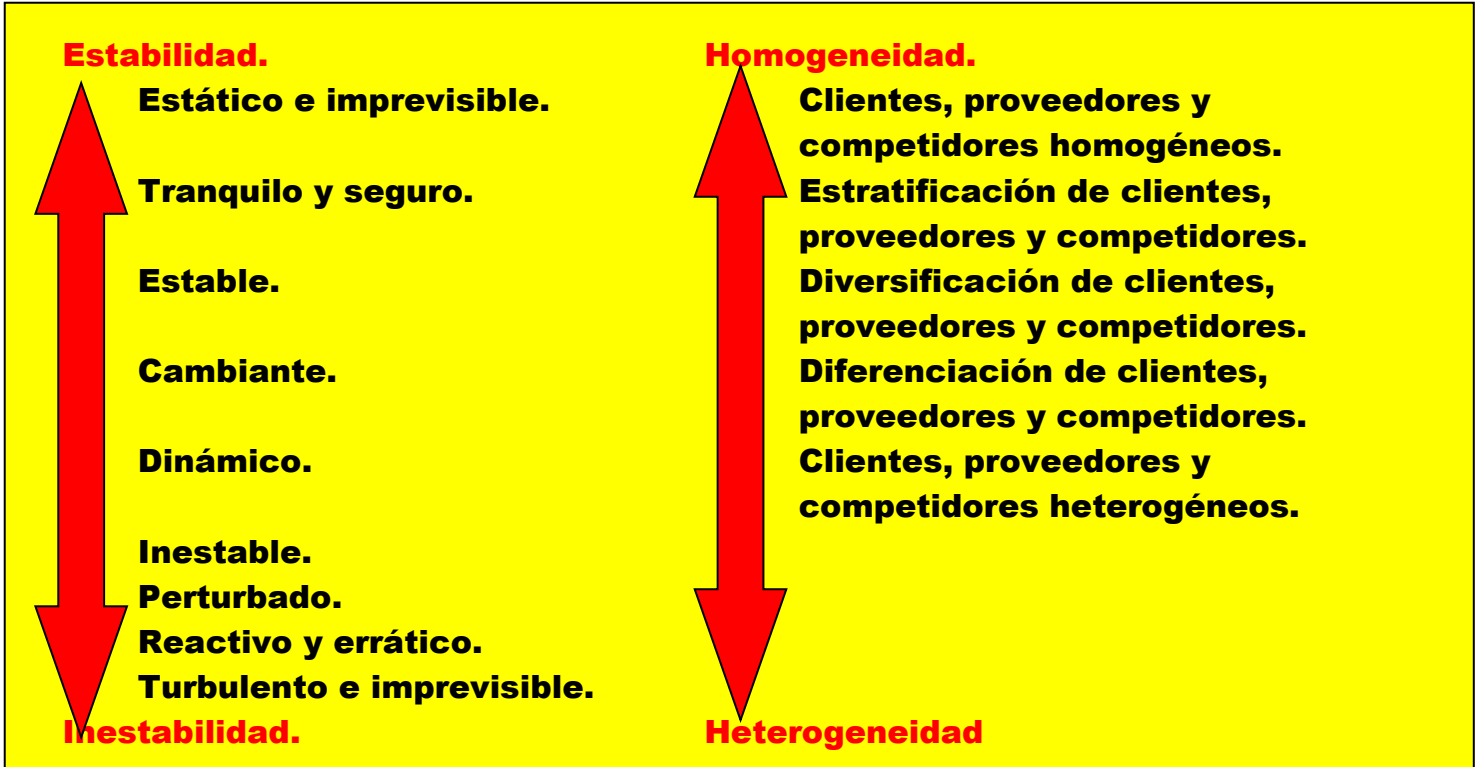 Estabilidad.
Estático e imprevisible.
Tranquilo y seguro.
Estable.
Cambiante.
Dinámico.
Inestable.
Perturbado.
Reactivo y errático.
Turbulento e imprevisible.
Inestabilidad.
Homogeneidad.
Clientes, proveedores y
competidores homogéneos.
Estratificación de clientes,
proveedores y competidores.
Diversificación de clientes,
proveedores y competidores.
Diferenciación de clientes,
proveedores y competidores.
Clientes, proveedores y
competidores heterogéneos.
Heterogeneidad